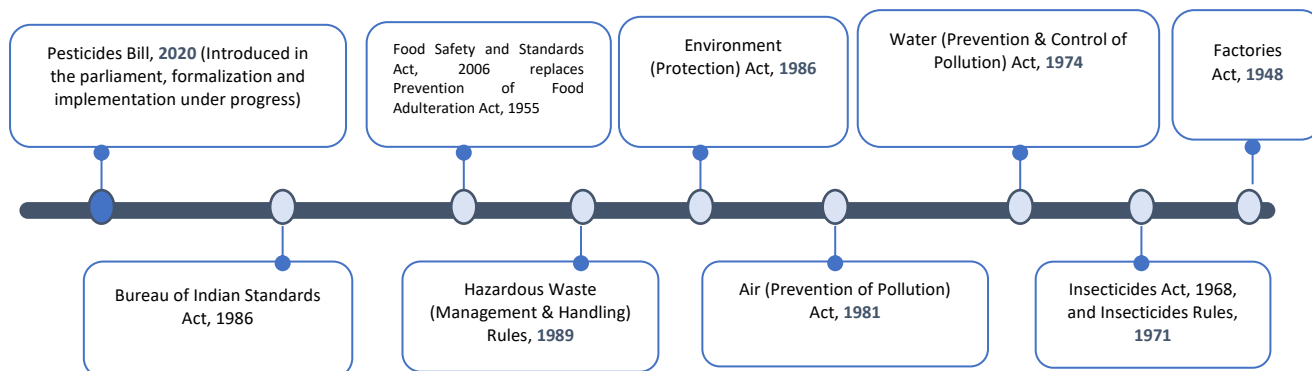 Pesticides Bill, 2020 (Introduced in
the parliament, formalization and
implementation under progress)
Food Safety and Standards
Act, 2006 replaces
Prevention of Food
Adulteration Act, 1955
Environment
(Protection) Act, 1986
Water (Prevention & Control of
Pollution) Act, 1974
Factories
Act, 1948
Bureau of Indian Standards
Act, 1986
Hazardous Waste
(Management & Handling)
Rules, 1989
Air (Prevention of Pollution)
Act, 1981
Insecticides Act, 1968,
and Insecticides Rules,
1971